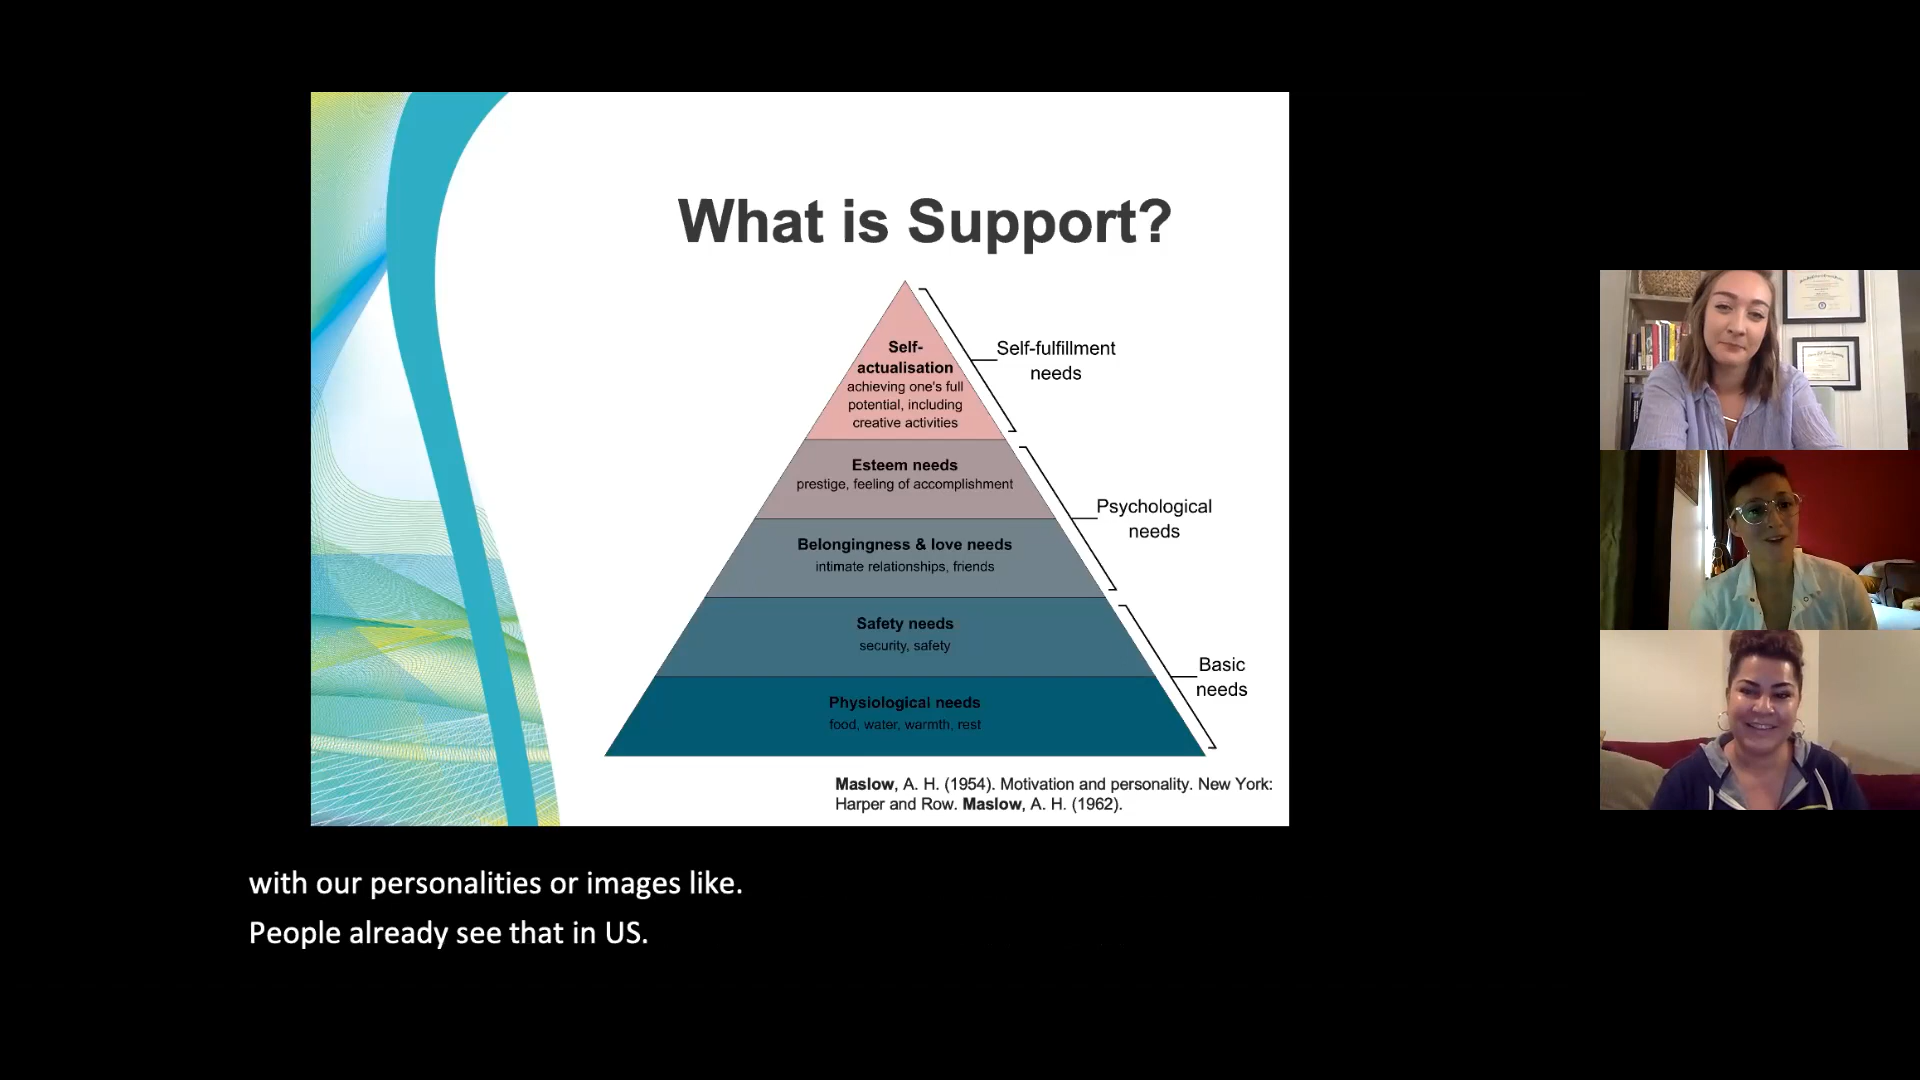 What is Support?
Self-
actualisation
achieving one's full
potential, including
creative activities
Self-fulfillment
needs
Esteem needs
prestige, feeling of accomplishment
Psychological
needs
Belongingness & love needs
intimate relationships, friends
Safety needs
security, safety
Basic
needs
Physiological needs
food, water, warmth, rest
Maslow, A. H. (1954). Motivation and personality. New York:
Harper and Row. Maslow, A. H. (1962).
with our personalities or images like.
People already see that in US.